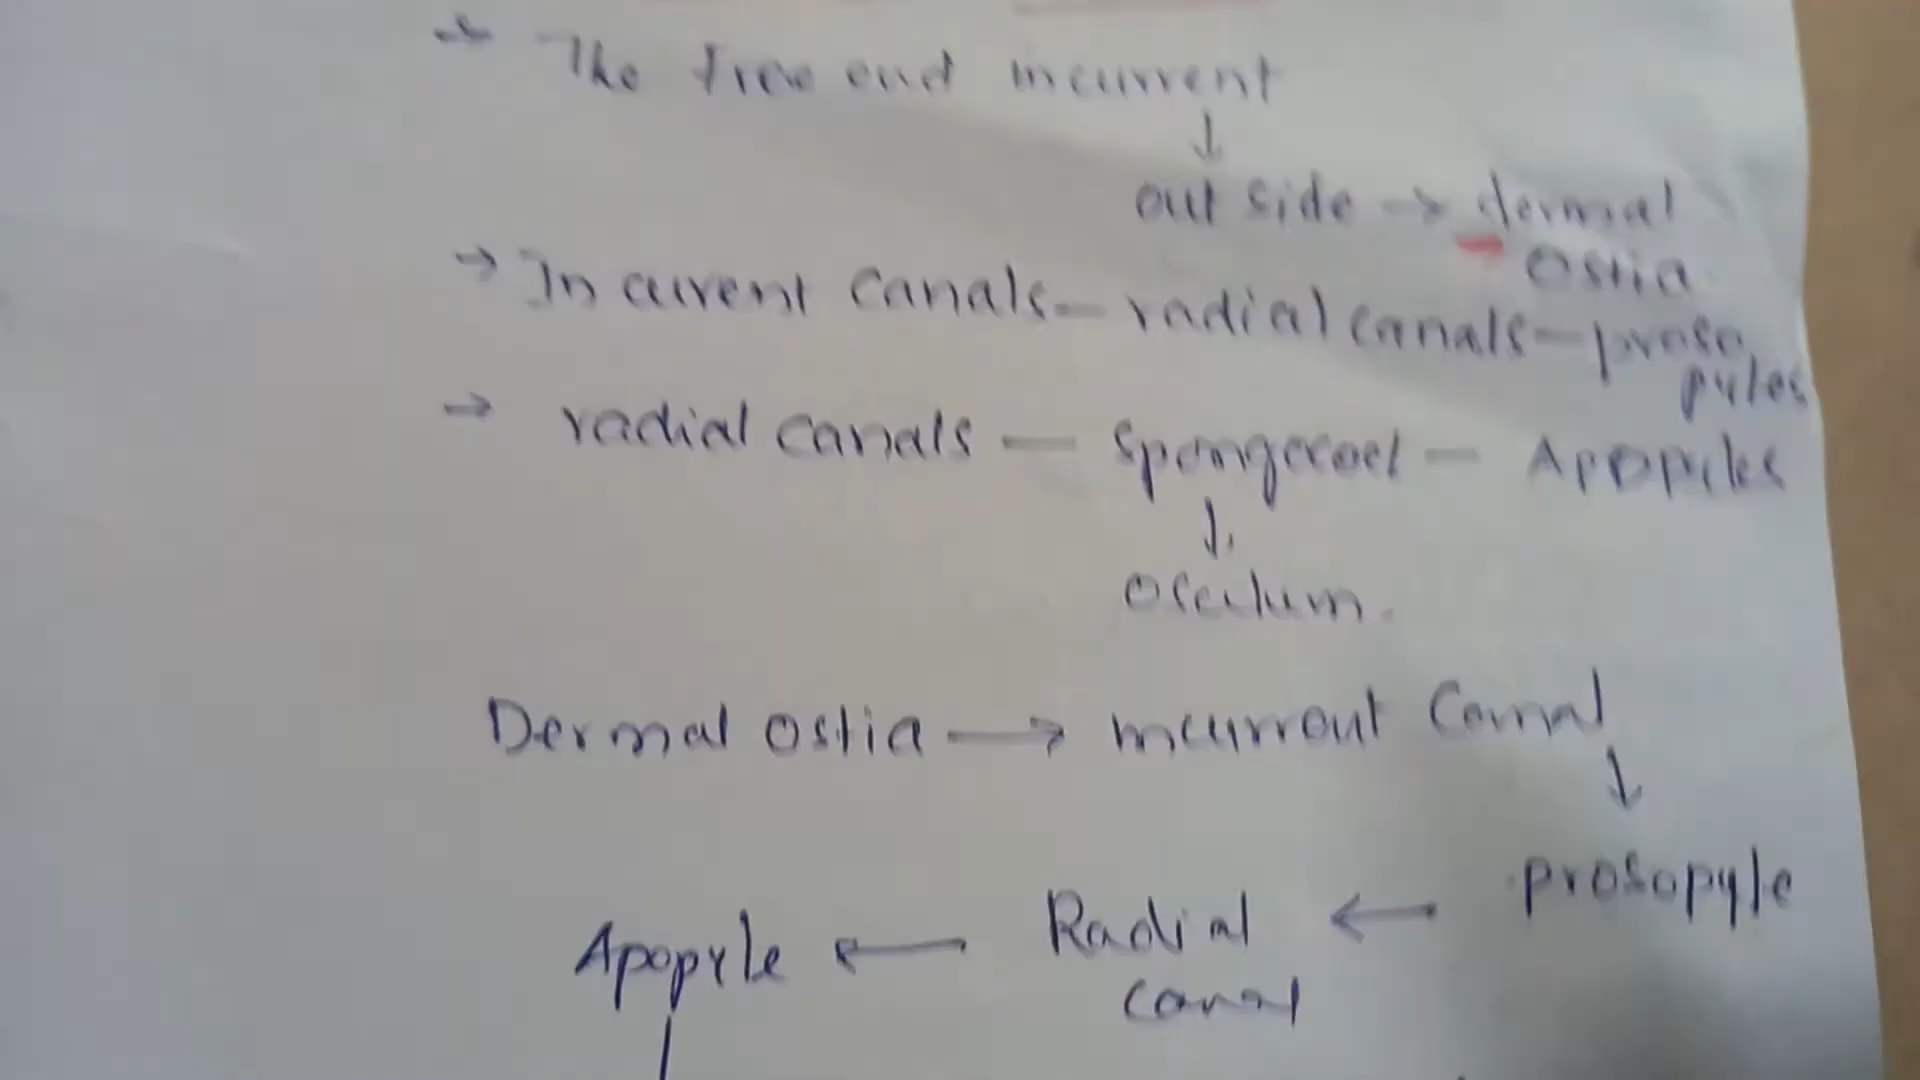 → The free end incurrent
↓
out side → dermal
ostia
→ In curent canals – radial canals – proso
pyles
→ radial canals – Spongocoel – Apopyles
↓
Osculum.
Dermal ostia → incurrent Canal
↓
prosopyle
Apopyle ← Radial ←
canal